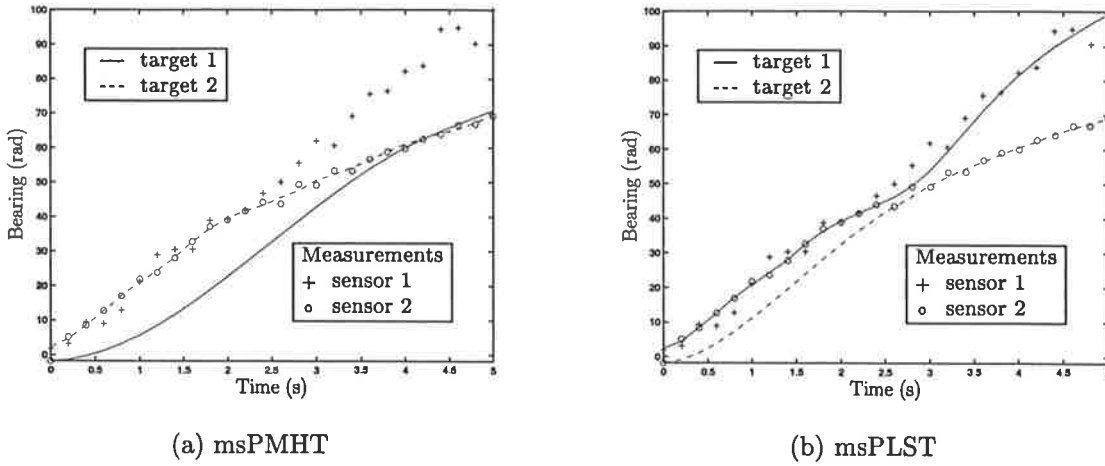 100
90
80
70
60
50
40
30
20
10
0
Bearing (rad)
target 1
target 2
Measurements
+ sensor 1
o sensor 2
0 0.5 1 1.5 2 2.5 3 3.5 4 4.5 5
Time (s)
(a) msPMHT
100
90
80
70
60
50
40
30
20
10
0
Bearing (rad)
target 1
target 2
Measurements
+ sensor 1
o sensor 2
0 0.5 1 1.5 2 2.5 3 3.5 4 4.5
Time (s)
(b) msPLST